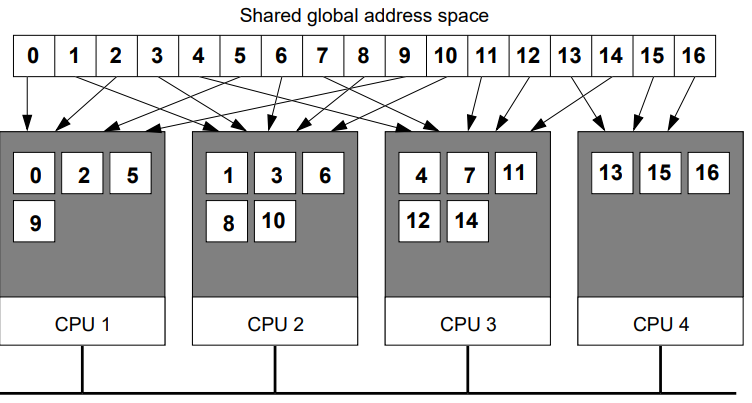 Shared global address space
0 1 2 3 4 5 6 7 8 9 10 11 12 13 14 15 16
0 2 5
9
CPU 1
1 3 6
8 10
CPU 2
4 7 11
12 14
CPU 3
13 15 16
CPU 4